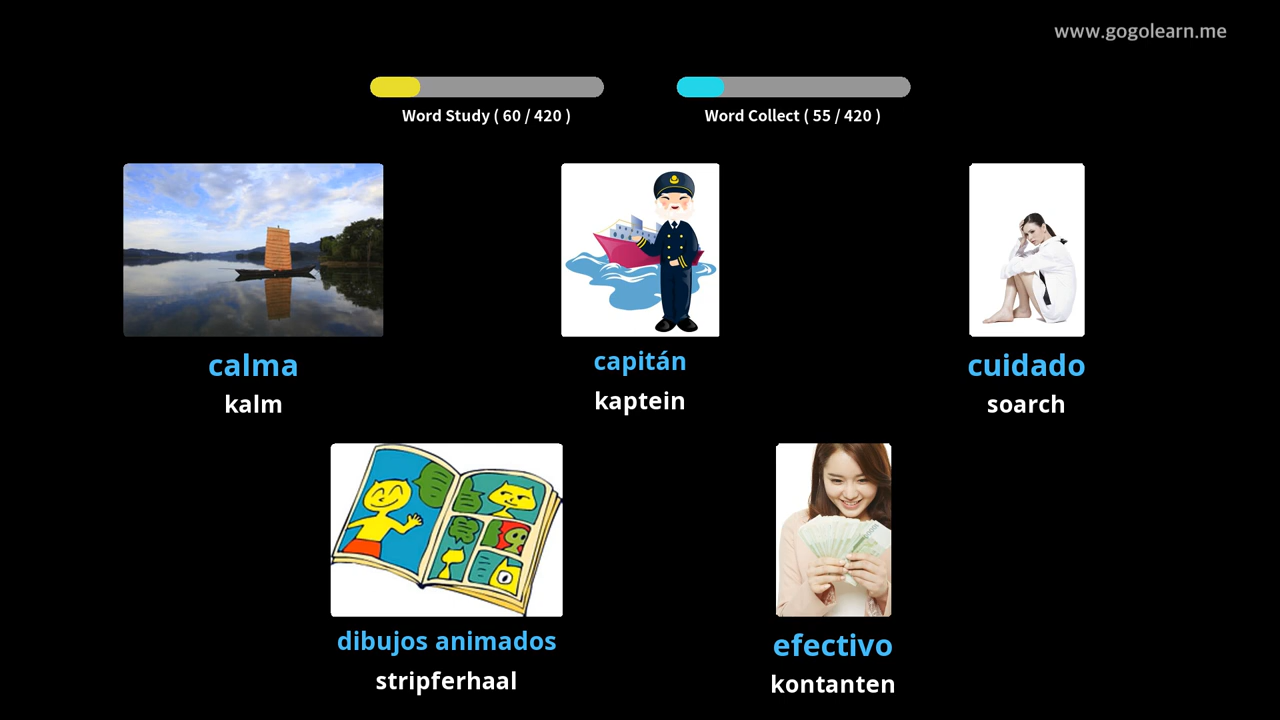 www.gogolearn.me
Word Study ( 60 / 420 )
Word Collect ( 55 / 420 )
calma
kalm
capitán
kaptein
cuidado
soarch
dibujos animados
stripferhaal
efectivo
kontanten